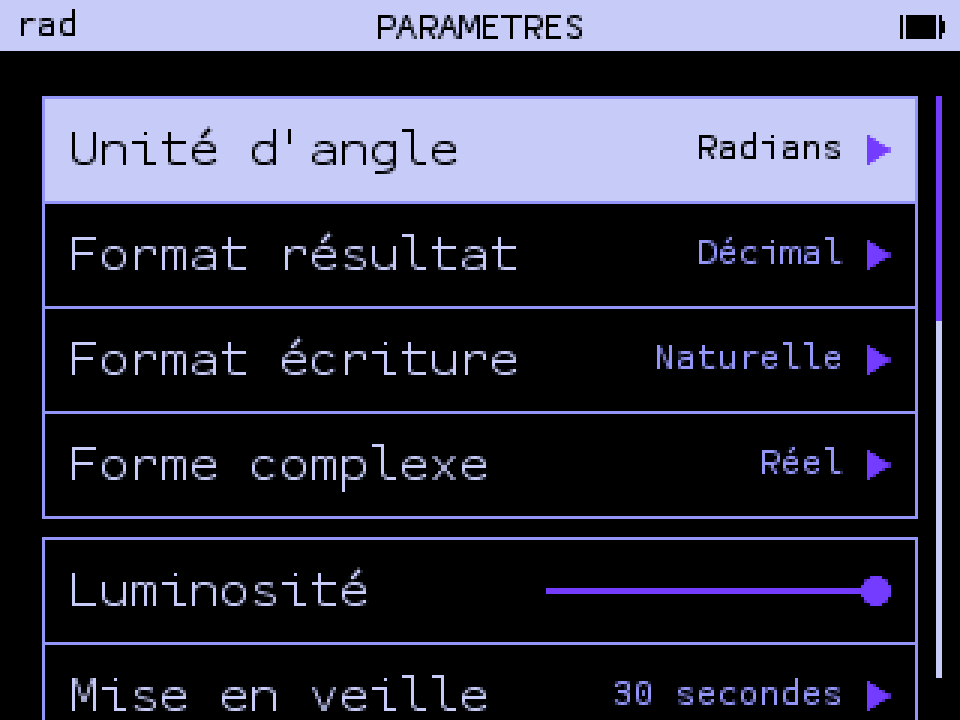 rad PARAMETRES
Unité d'angle Radians
Format résultat Décimal
Format écriture Naturelle
Forme complexe Réel
Luminosité
Mise en veille 30 secondes